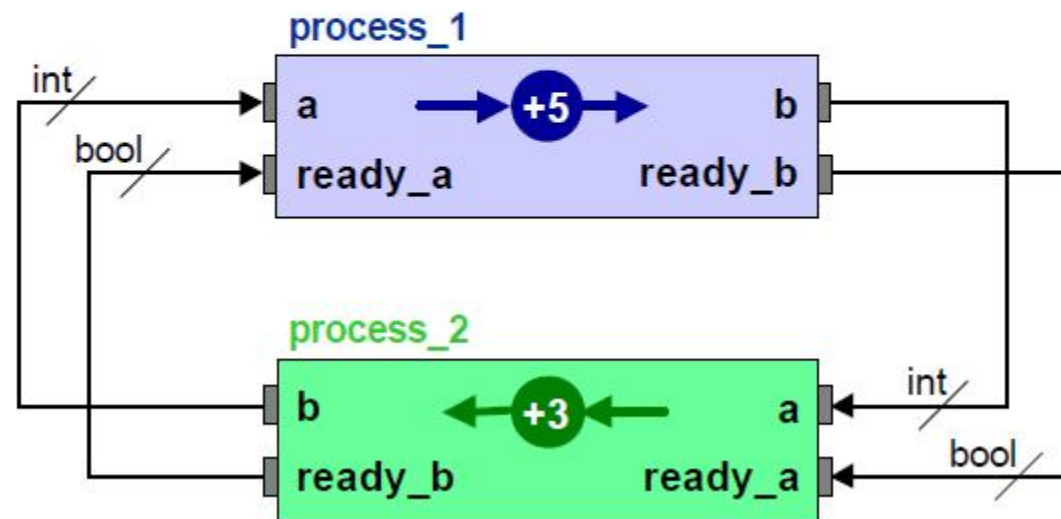 process_1
int
a
+5
b
bool
ready_a
ready_b
process_2
b
+3
a
int
ready_b
ready_a
bool